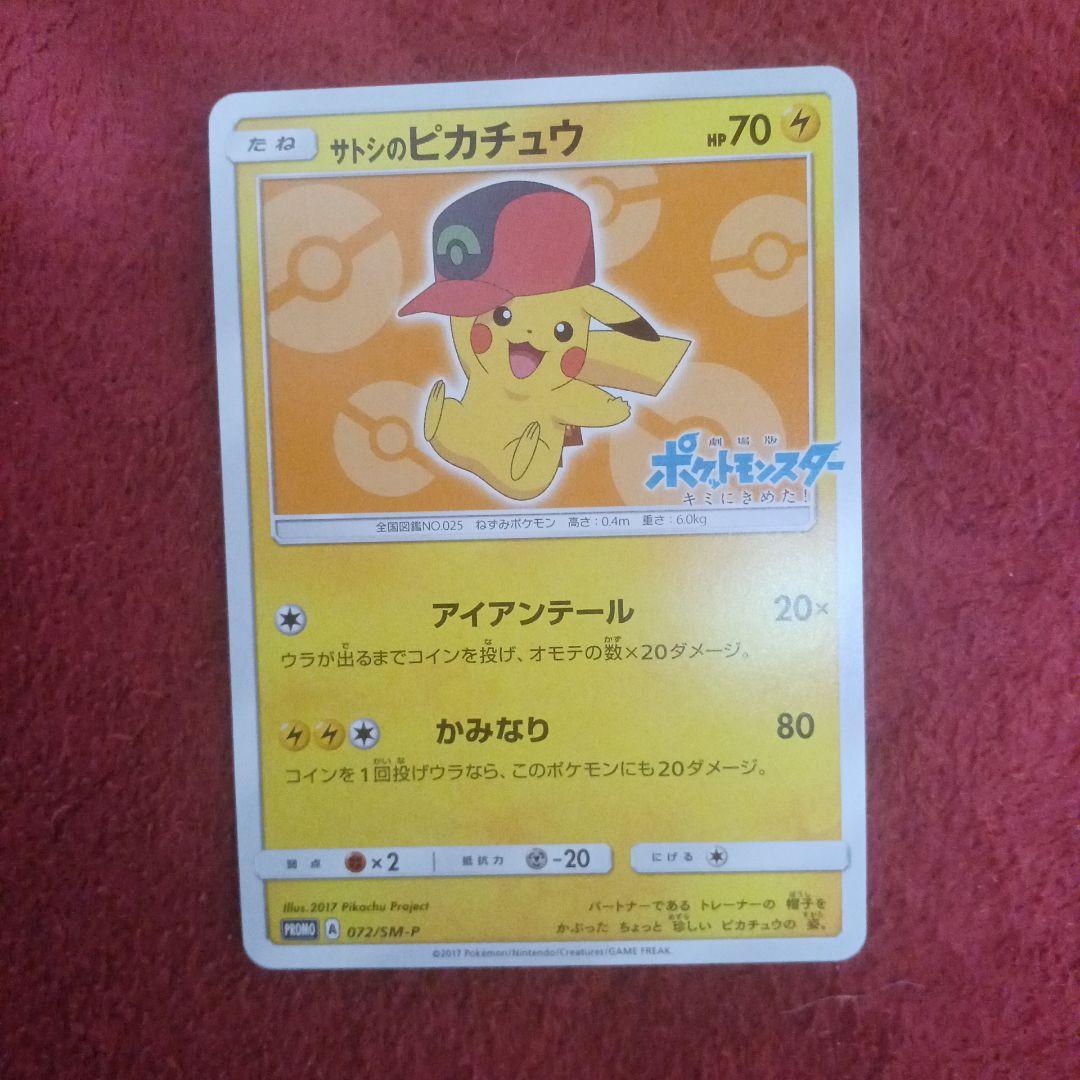 たね サトシのピカチュウ HP70
劇場版
ポケットモンスター
キミにきめた!
全国図鑑NO.025 ねずみポケモン 高さ:0.4m 重さ:6.0kg
アイアンテール 20×
ウラが出るまでコインを投げ、オモテの数×20ダメージ。
かみなり 80
コインを1回投げウラなら、このポケモンにも20ダメージ。
弱点 ×2 抵抗力 -20 にげる
Illus. 2017 Pikachu Project
パートナーである トレーナーの 帽子を
かぶった ちょっと 珍しい ピカチュウの 姿。
PROMO A 072/SM-P
©2017 Pokémon/Nintendo/Creatures/GAME FREAK